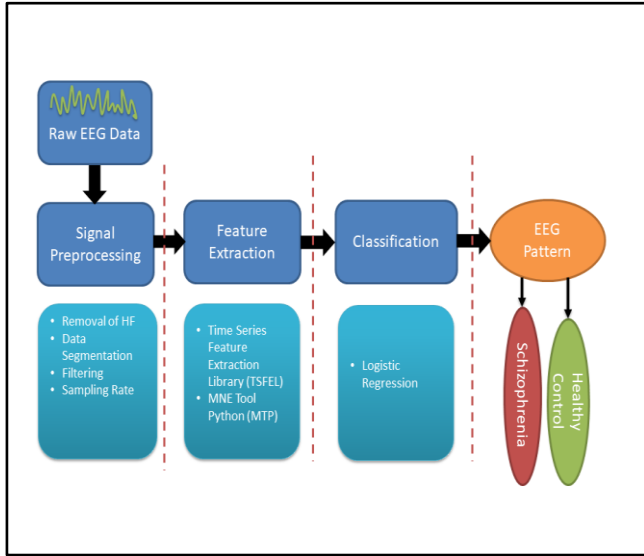 Raw EEG Data
Signal
Preprocessing
Feature
Extraction
Classification
EEG
Pattern
• Removal of HF
• Data
Segmentation
• Filtering
• Sampling Rate
• Time Series
Feature
Extraction
Library (TSFEL)
• MNE Tool
Python (MTP)
• Logistic
Regression
Schizophrenia
Healthy
Control